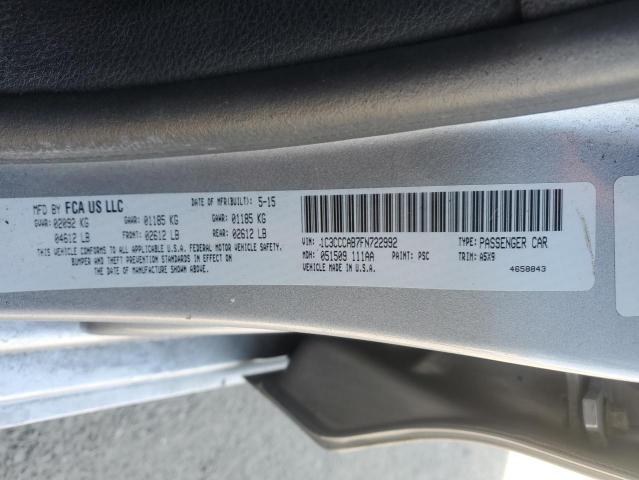 MFD BY FCA US LLC
DATE OF MFR(BUILT): 5-15
GVWR: 02092 KG GAWR: 01185 KG GAWR: 01185 KG
04612 LB FRONT: 02612 LB REAR: 02612 LB
THIS VEHICLE CONFORMS TO ALL APPLICABLE U.S.A. FEDERAL MOTOR VEHICLE SAFETY,
BUMPER AND THEFT PREVENTION STANDARDS IN EFFECT ON
THE DATE OF MANUFACTURE SHOWN ABOVE.
VIN: 1C3CCCAB7FN722992 TYPE: PASSENGER CAR
MDH: 051509 111AA PAINT: PSC TRIM: A5X9
VEHICLE MADE IN U.S.A. 4658843